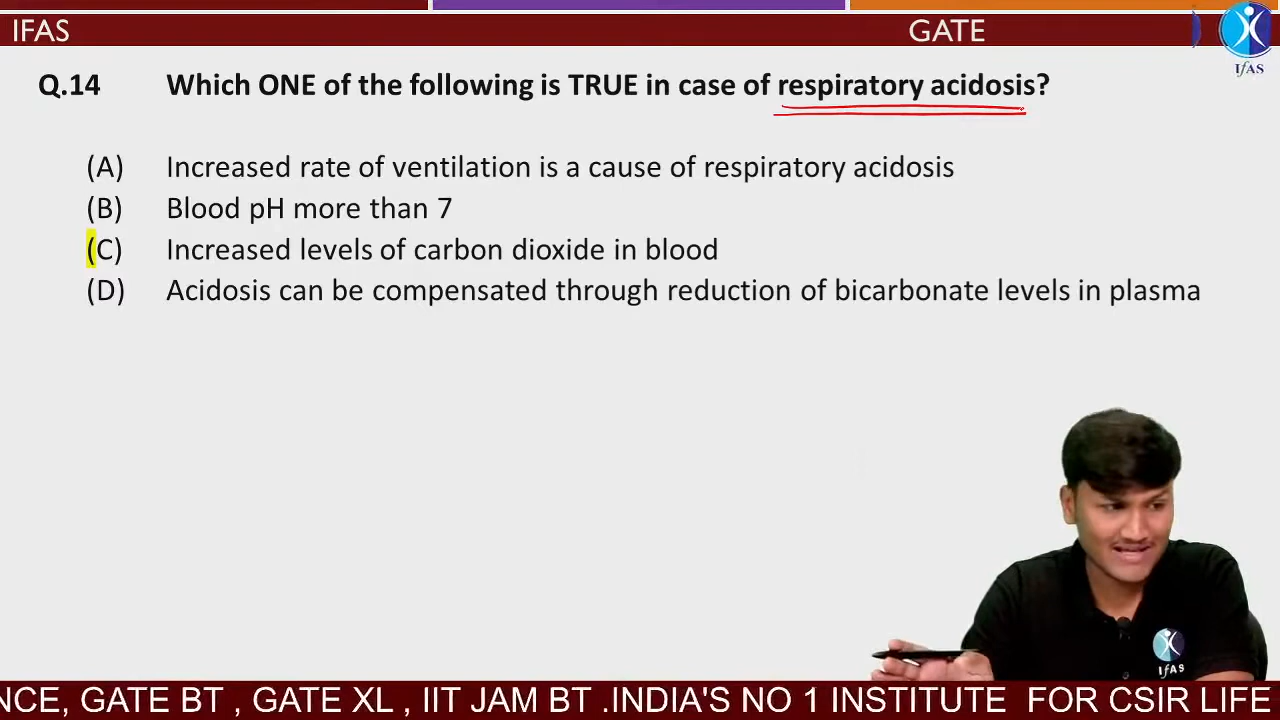 IFAS
GATE
IfAS
Q.14 Which ONE of the following is TRUE in case of respiratory acidosis?
(A) Increased rate of ventilation is a cause of respiratory acidosis
(B) Blood pH more than 7
(C) Increased levels of carbon dioxide in blood
(D) Acidosis can be compensated through reduction of bicarbonate levels in plasma
IfAS
NCE, GATE BT , GATE XL , IIT JAM BT .INDIA'S NO 1 INSTITUTE FOR CSIR LIFE